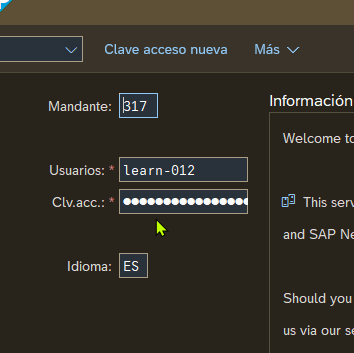 Clave acceso nueva Más
Mandante: 317
Información
Welcome to
Usuarios: * learn-012
Clv.acc.: * ●●●●●●●●●●●●●●●●
This serv
and SAP Ne
Idioma: ES
Should you
us via our se